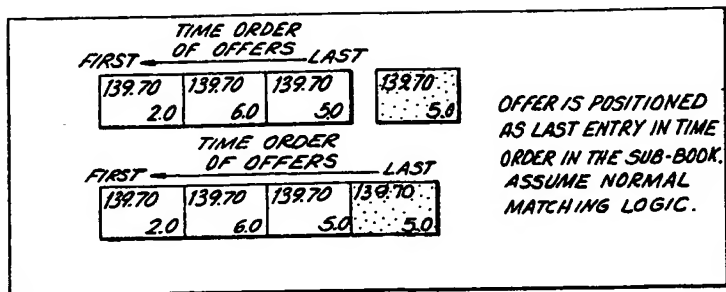 TIME ORDER
OF OFFERS
FIRST LAST
139.70 139.70 139.70 139.70
2.0 6.0 5.0 5.0
OFFER IS POSITIONED
AS LAST ENTRY IN TIME
ORDER IN THE SUB-BOOK.
ASSUME NORMAL
MATCHING LOGIC.
TIME ORDER
OF OFFERS
FIRST LAST
139.70 139.70 139.70 139.70
2.0 6.0 5.0 5.0